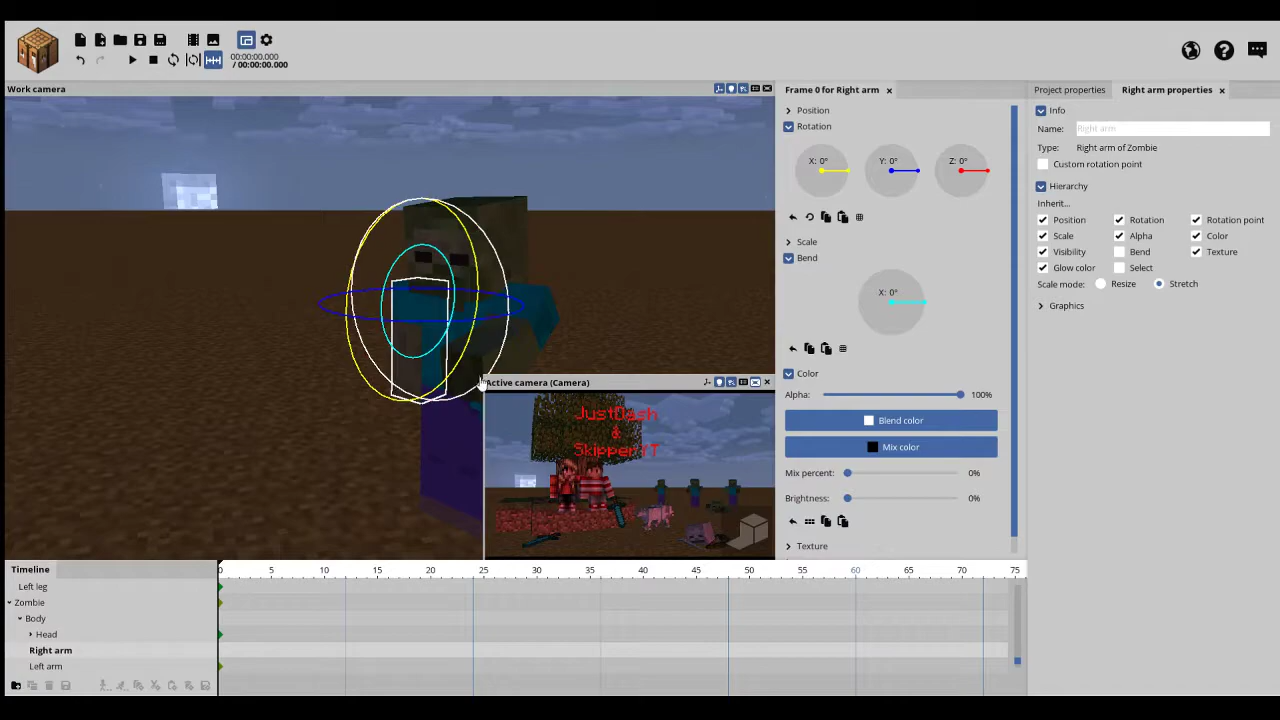 00:00:00.000
/ 00:00:00.000
Work camera
Frame 0 for Right arm
Project properties
Right arm properties
Position
Rotation
X: 0°
Y: 0°
Z: 0°
Scale
Bend
X: 0°
Color
Alpha:
100%
Blend color
Mix color
Mix percent:
0%
Brightness:
0%
Texture
Info
Name:
Right arm
Type:
Right arm of Zombie
Custom rotation point
Hierarchy
Inherit...
Position
Rotation
Rotation point
Scale
Alpha
Color
Visibility
Bend
Texture
Glow color
Select
Scale mode:
Resize
Stretch
Graphics
Active camera (Camera)
JustDash
&
SkipperYT
Timeline
0 5 10 15 20 25 30 35 40 45 50 55 60 65 70 75
Left leg
Zombie
Body
Head
Right arm
Left arm